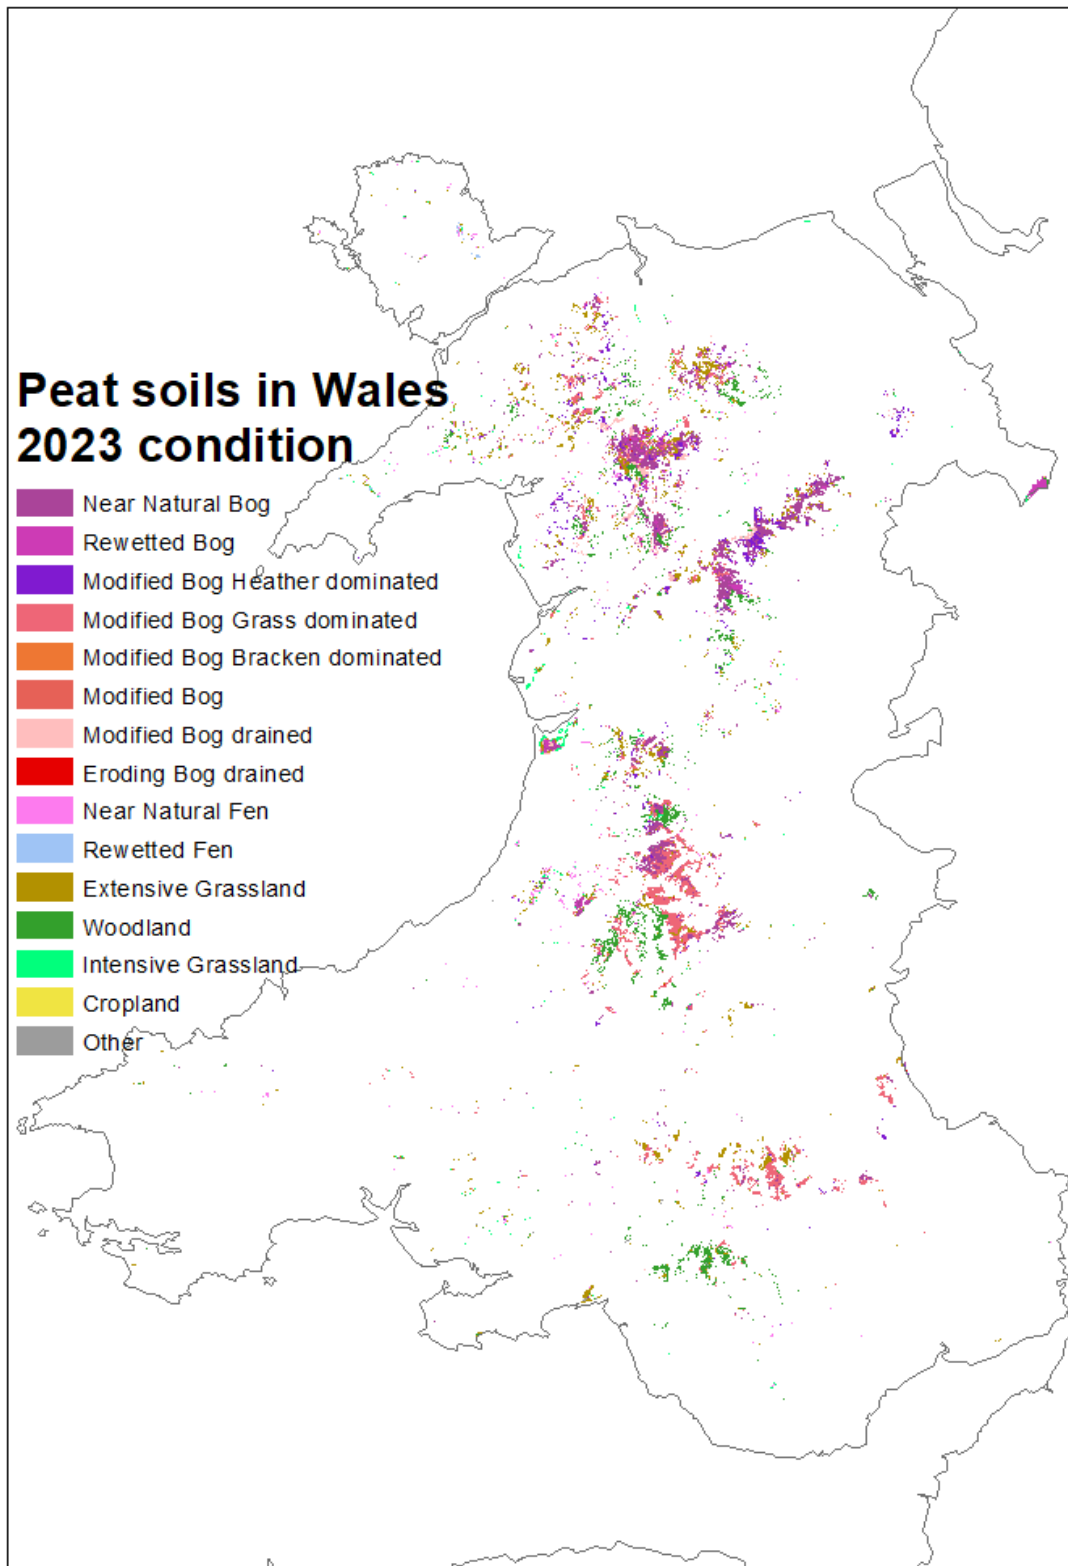 Peat soils in Wales
2023 condition
Near Natural Bog
Rewetted Bog
Modified Bog Heather dominated
Modified Bog Grass dominated
Modified Bog Bracken dominated
Modified Bog
Modified Bog drained
Eroding Bog drained
Near Natural Fen
Rewetted Fen
Extensive Grassland
Woodland
Intensive Grassland
Cropland
Other